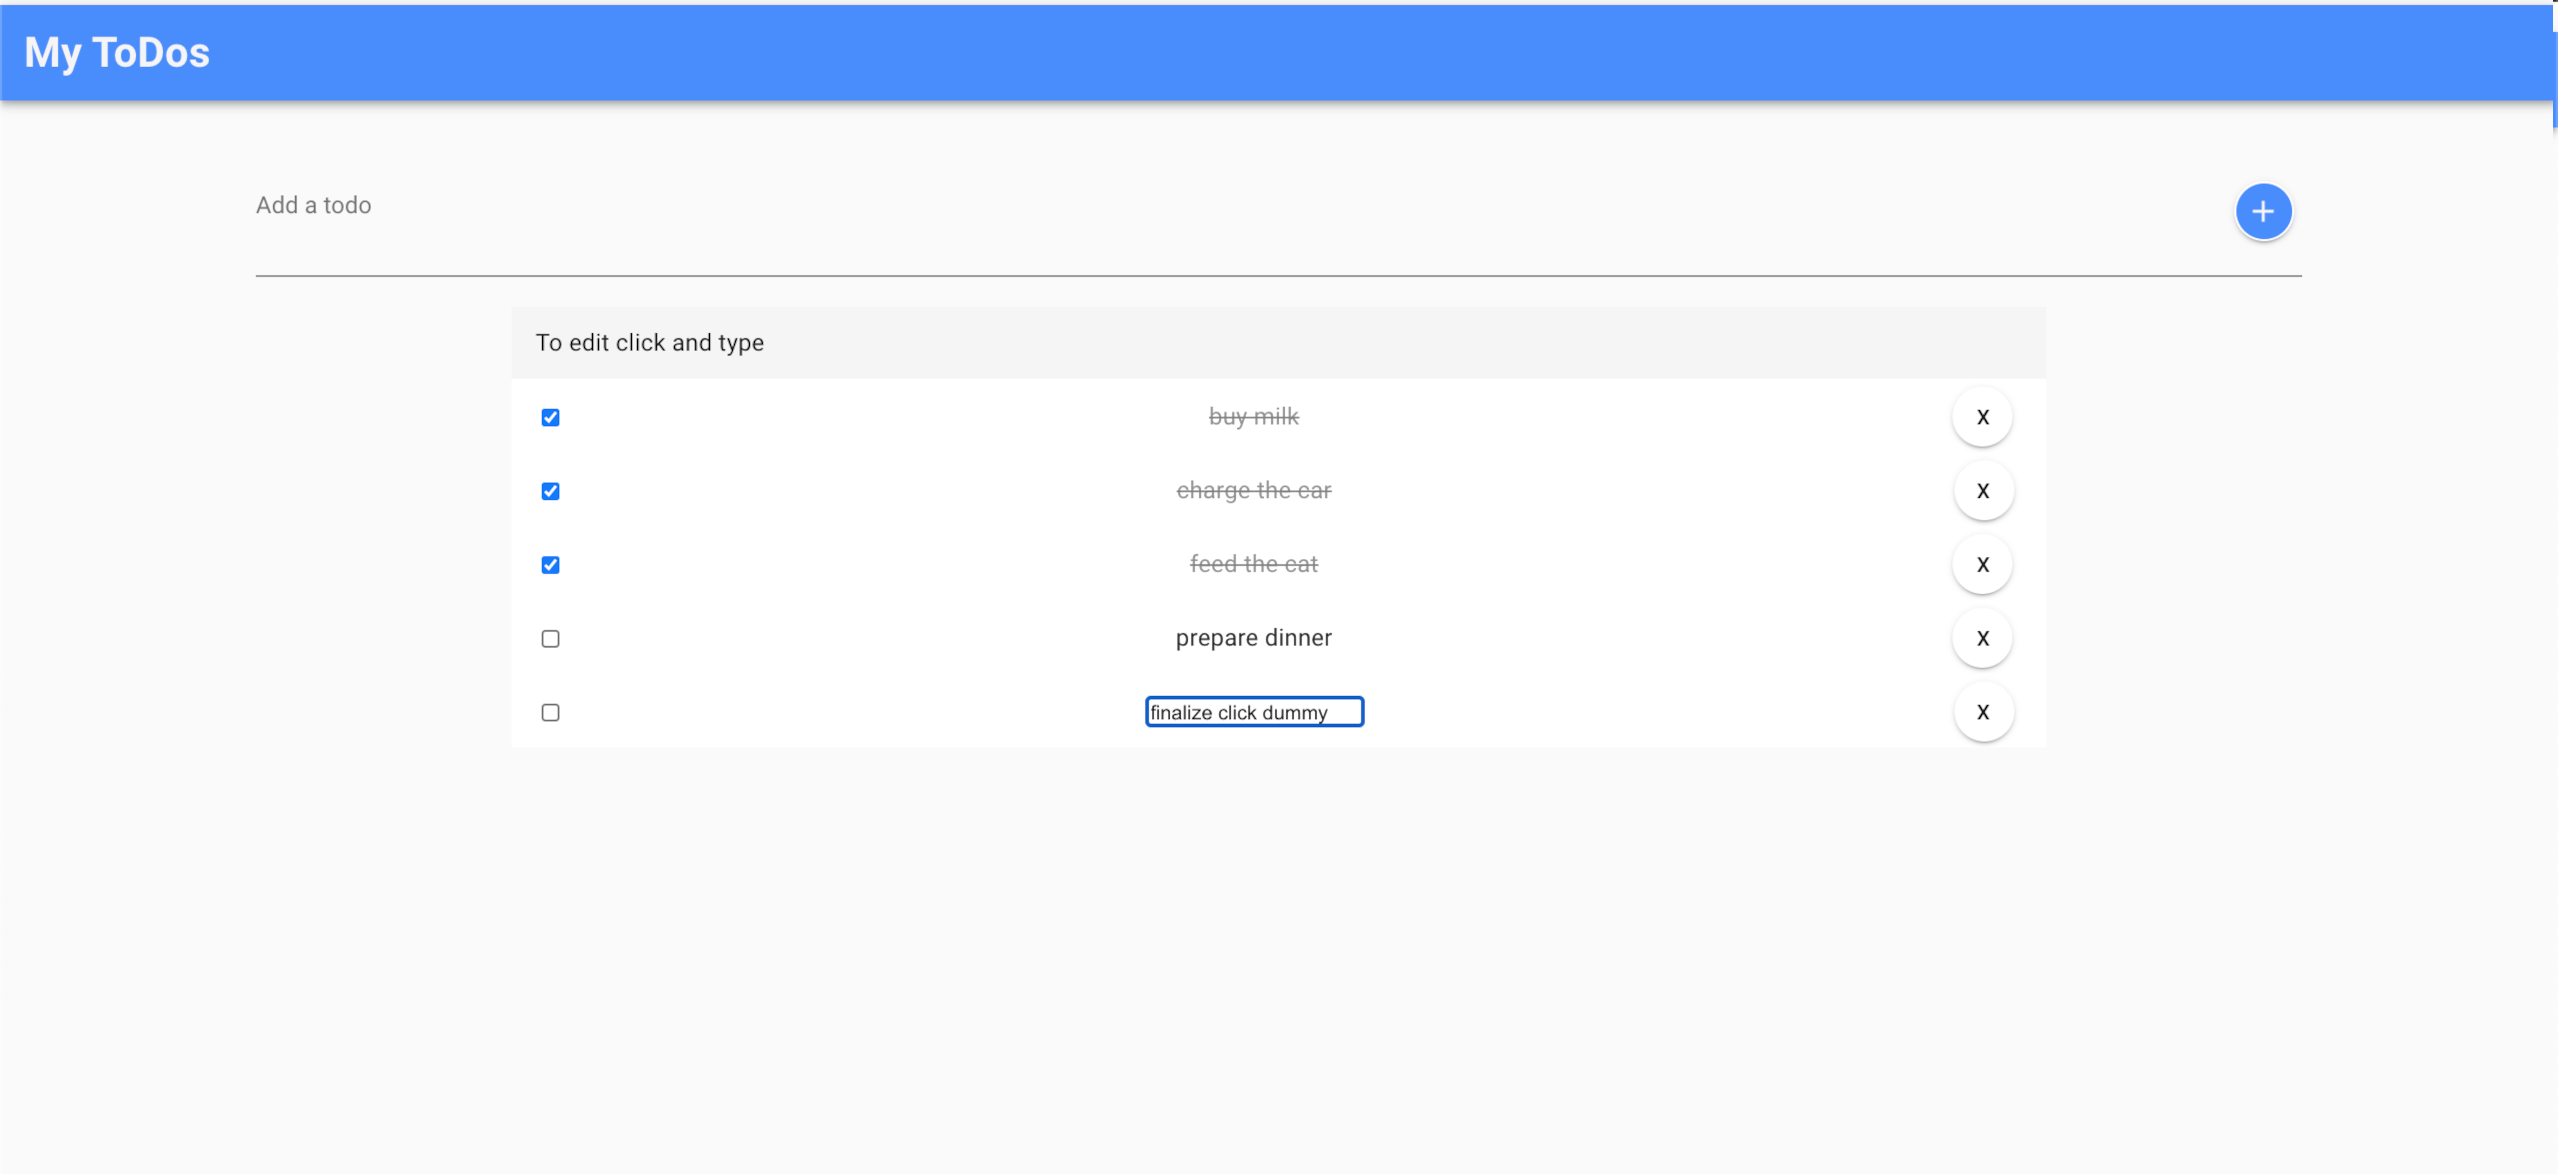 My ToDos
Add a todo
+
To edit click and type
buy milk X
charge the car X
feed the cat X
prepare dinner X
finalize click dummy X